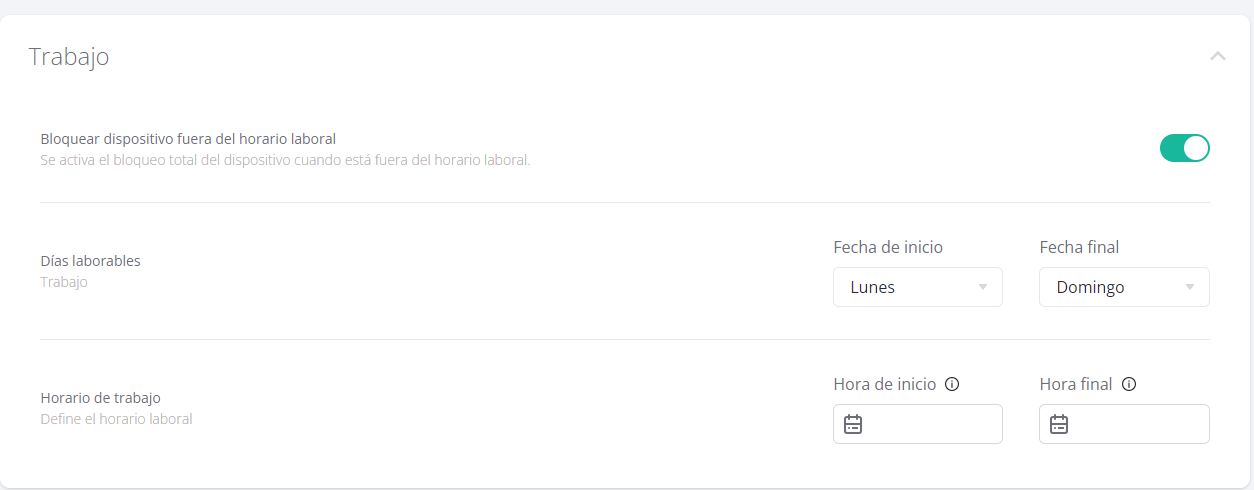 Trabajo
Bloquear dispositivo fuera del horario laboral
Se activa el bloqueo total del dispositivo cuando está fuera del horario laboral.
Días laborables
Trabajo
Fecha de inicio
Fecha final
Lunes
Domingo
Horario de trabajo
Define el horario laboral
Hora de inicio
Hora final